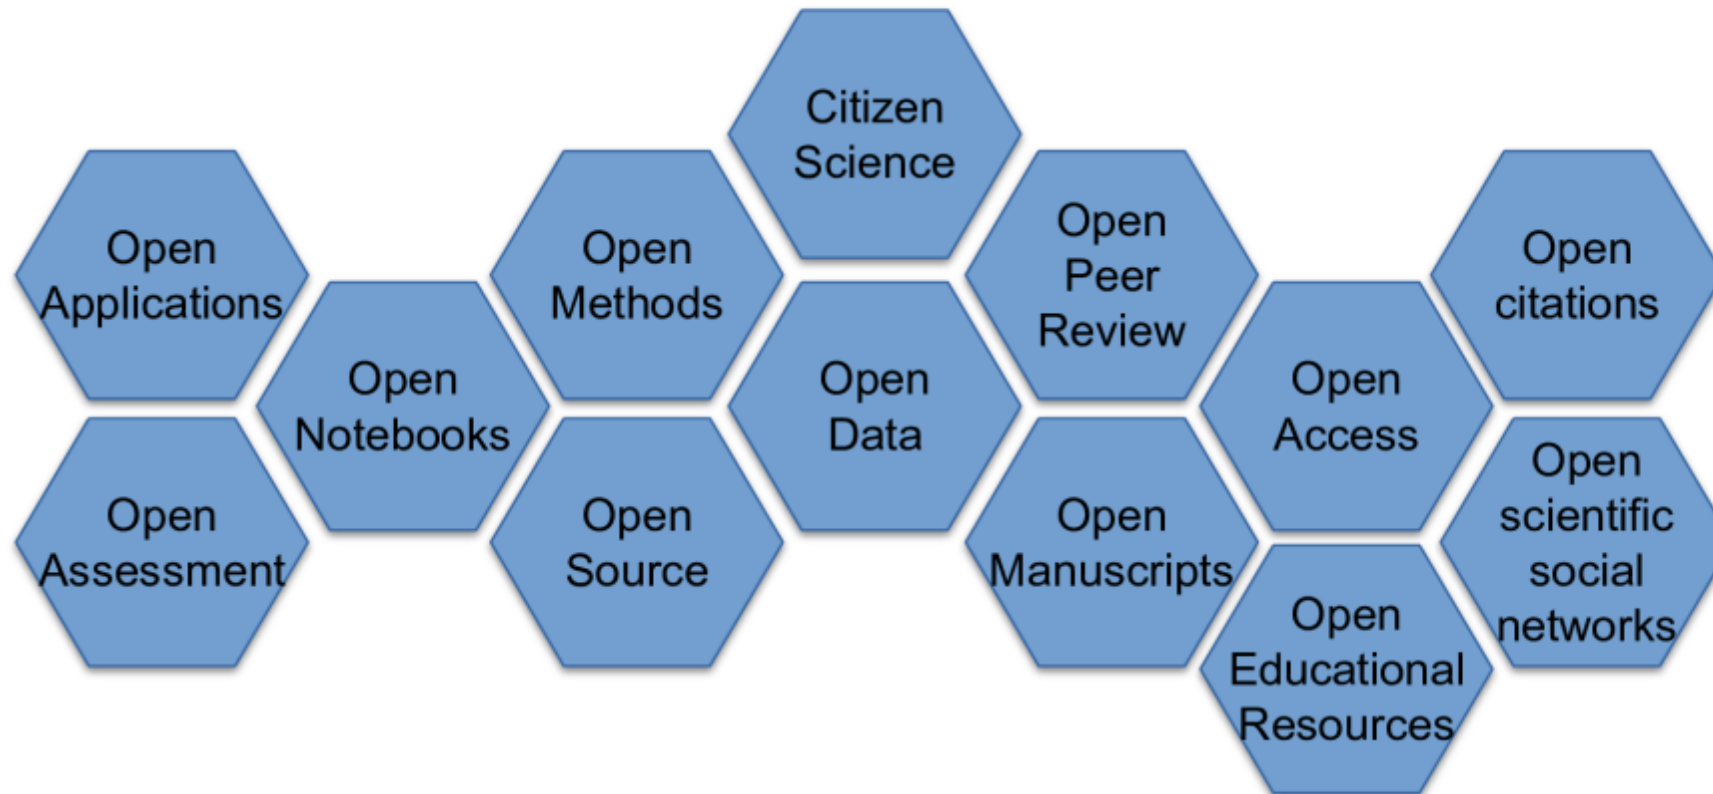 Citizen
Science
Open
Applications
Open
Methods
Open
Peer
Review
Open
citations
Open
Notebooks
Open
Data
Open
Access
Open
Assessment
Open
Source
Open
Manuscripts
Open
scientific
social
networks
Open
Educational
Resources